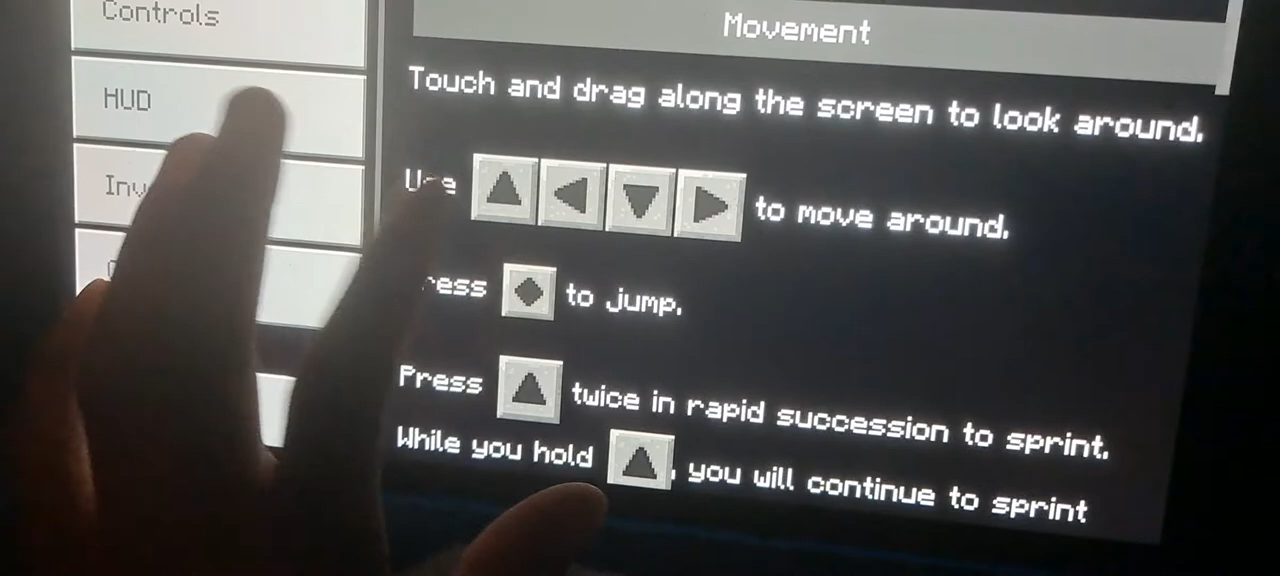 Controls
HUD
Movement
Touch and drag along the screen to look around.
to move around.
to jump.
Press twice in rapid succession to sprint.
While you hold , you will continue to sprint